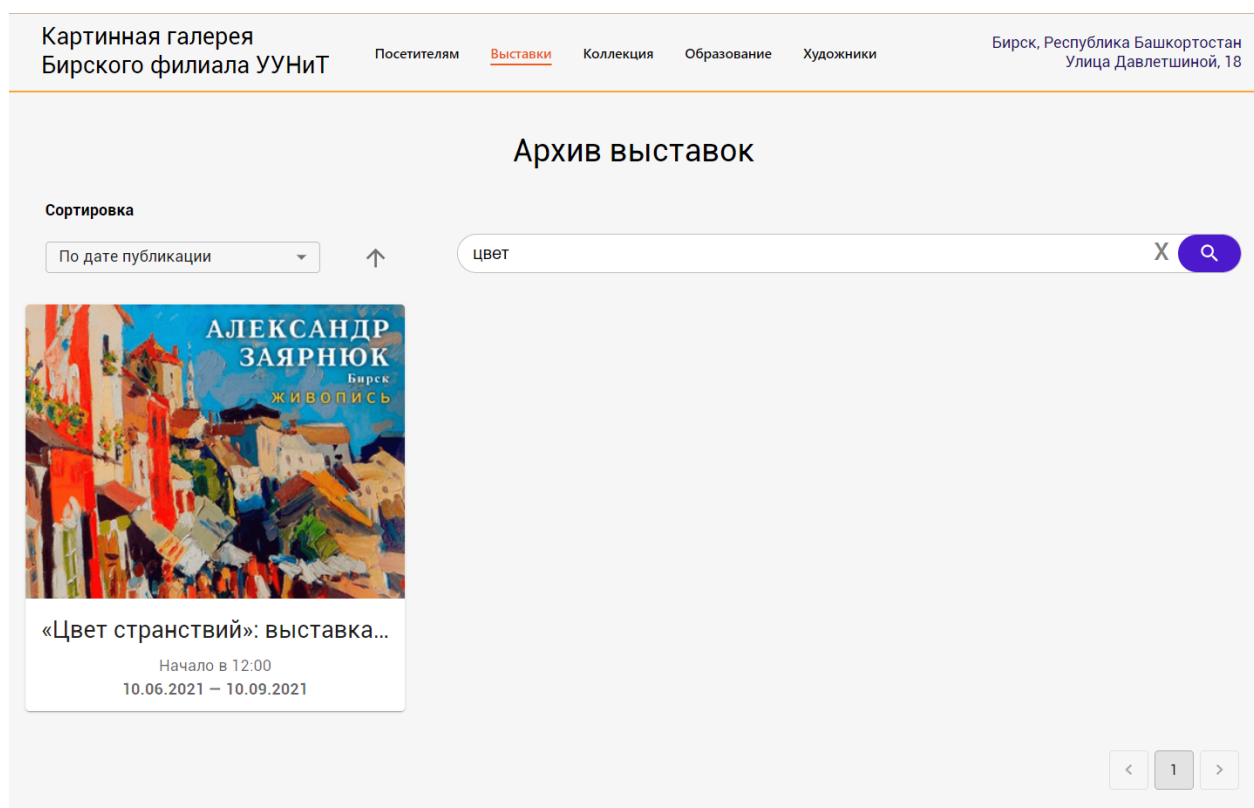 Картинная галерея
Бирского филиала УУНиТ
Посетителям Выставки Коллекция Образование Художники
Бирск, Республика Башкортостан
Улица Давлетшиной, 18
Архив выставок
Сортировка
По дате публикации
цвет
X
АЛЕКСАНДР
ЗАЯРНЮК
Бирск
ЖИВОПИСЬ
«Цвет странствий»: выставка...
Начало в 12:00
10.06.2021 — 10.09.2021
< 1 >